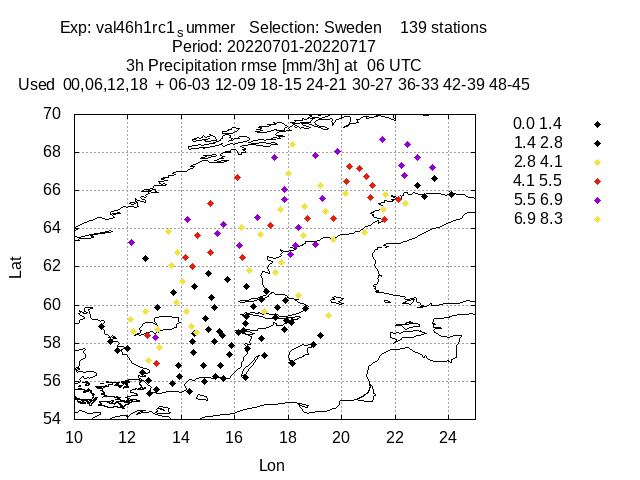 Exp: val46h1rc1summer   Selection: Sweden    139 stations
Period: 20220701-20220717
3h Precipitation rmse [mm/3h] at  06 UTC
Used  00,06,12,18  + 06-03 12-09 18-15 24-21 30-27 36-33 42-39 48-45
70
68
66
64
62
60
58
56
54
Lat
10 12 14 16 18 20 22 24
Lon
0.0 1.4
1.4 2.8
2.8 4.1
4.1 5.5
5.5 6.9
6.9 8.3